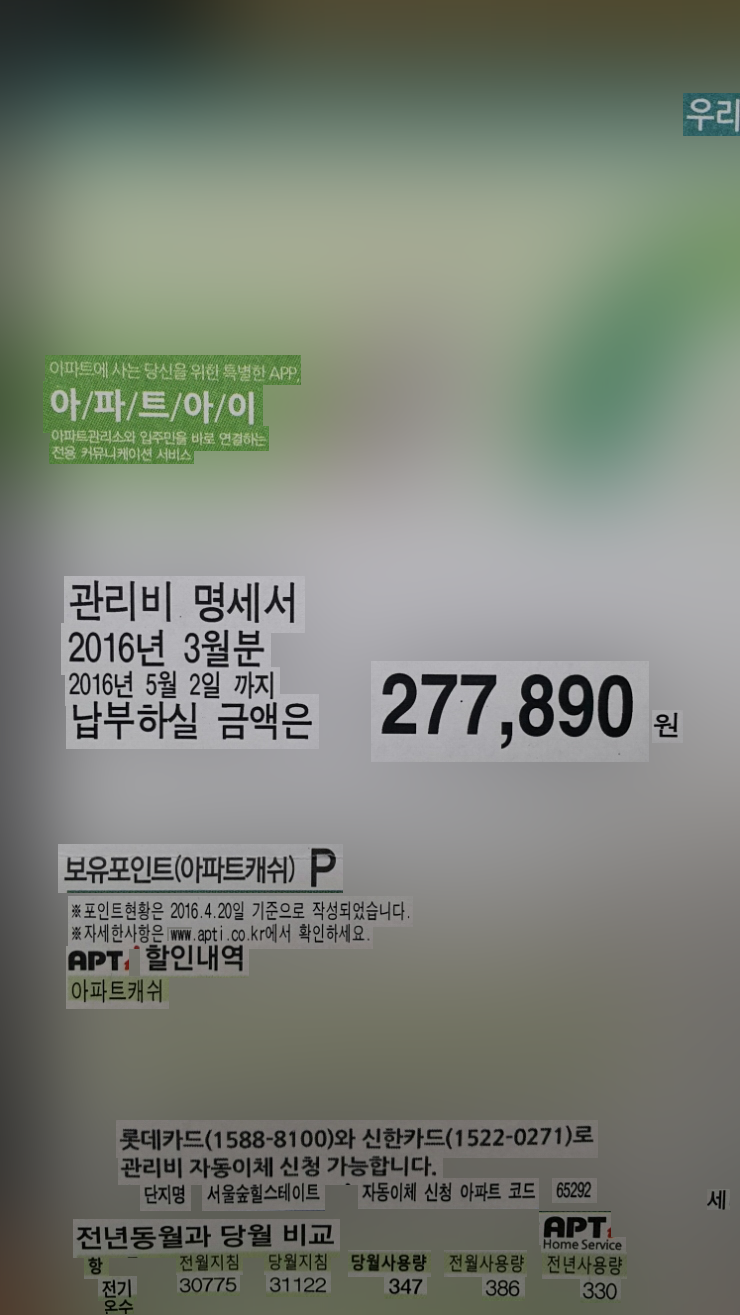 우리
아파트에 사는 당신을 위한 특별한 APP,
아/파/트/아/이
아파트관리소와 입주민을 바로 연결하는
전용 커뮤니케이션 서비스
관리비 명세서
2016년 3월분
2016년 5월 2일 까지
납부하실 금액은 277,890 원
보유포인트(아파트캐쉬) P
※포인트현황은 2016.4.20일 기준으로 작성되었습니다.
※자세한사항은 www.apti.co.kr에서 확인하세요.
APTi 할인내역
아파트캐쉬
롯데카드(1588-8100)와 신한카드(1522-0271)로
관리비 자동이체 신청 가능합니다.
단지명 서울숲힐스테이트 자동이체 신청 아파트 코드 65292
세
전년동월과 당월 비교 APTi
Home Service
항 전월지침 당월지침 당월사용량 전월사용량 전년사용량
전기 30775 31122 347 386 330
온수